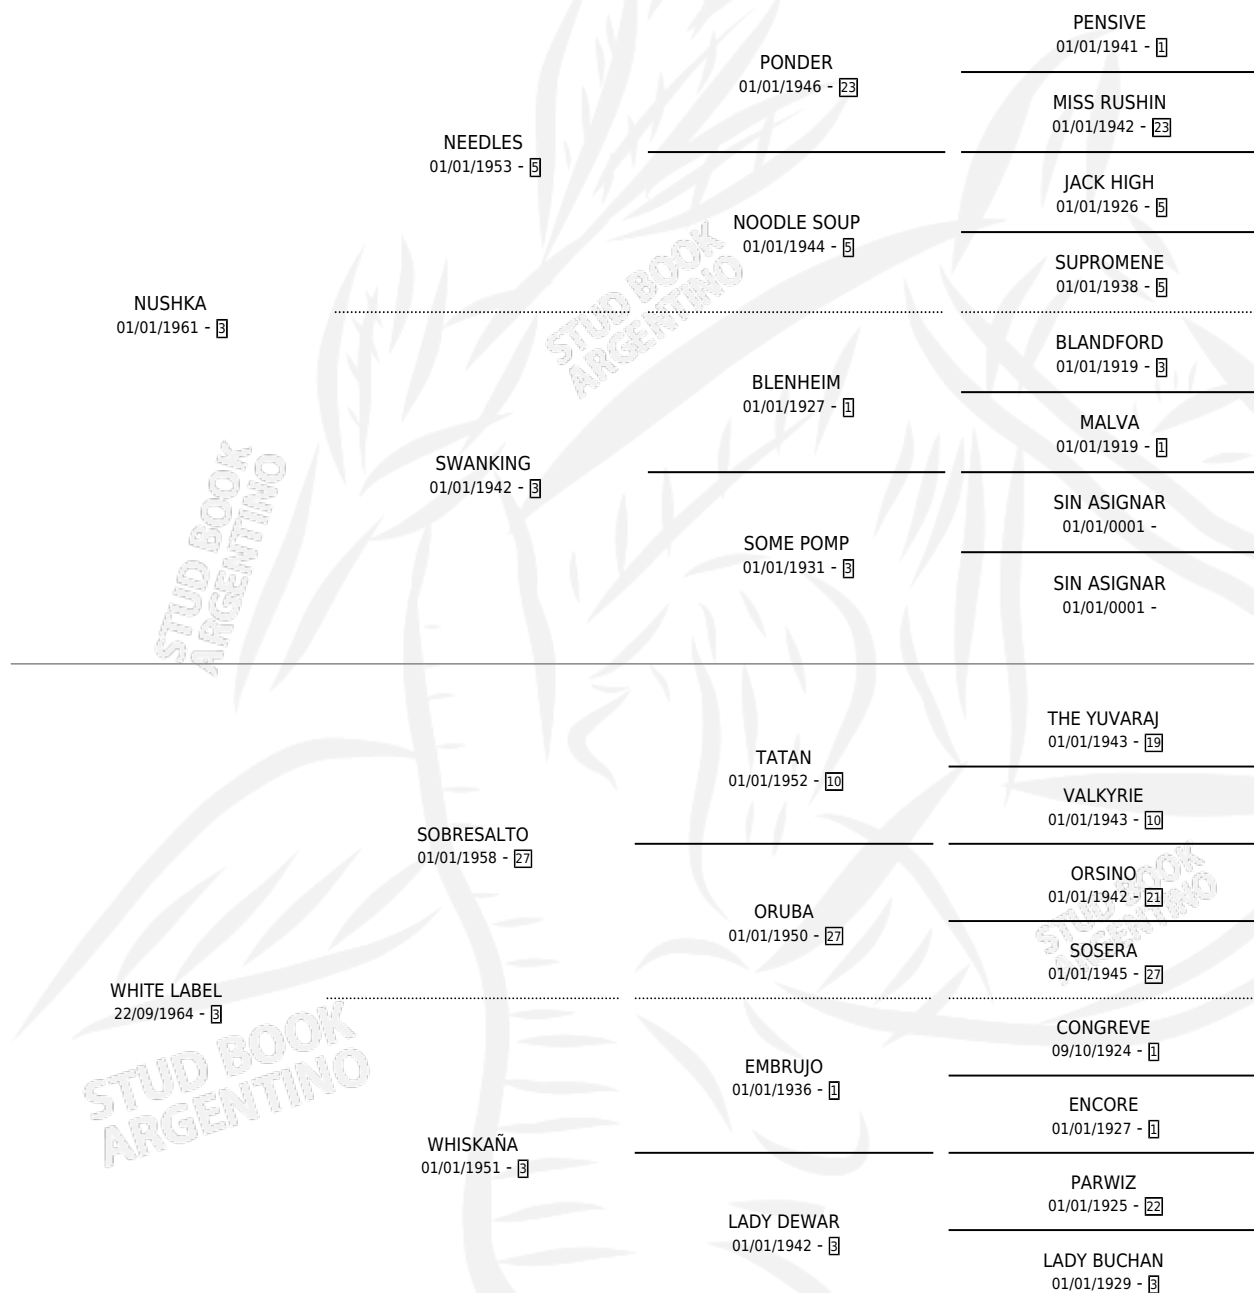 PENSIVE
01/01/1941 - 1
PONDER
01/01/1946 - 23
MISS RUSHIN
01/01/1942 - 23
NEEDLES
01/01/1953 - 5
JACK HIGH
01/01/1926 - 5
NOODLE SOUP
01/01/1944 - 5
SUPROMENE
01/01/1938 - 5
NUSHKA
01/01/1961 - 3
BLANDFORD
01/01/1919 - 3
BLENHEIM
01/01/1927 - 1
MALVA
01/01/1919 - 1
SWANKING
01/01/1942 - 3
SIN ASIGNAR
01/01/0001 -
SOME POMP
01/01/1931 - 3
SIN ASIGNAR
01/01/0001 -
THE YUVARAJ
01/01/1943 - 19
TATAN
01/01/1952 - 10
VALKYRIE
01/01/1943 - 10
SOBRESALTO
01/01/1958 - 27
ORSINO
01/01/1942 - 21
ORUBA
01/01/1950 - 27
SOSERA
01/01/1945 - 27
WHITE LABEL
22/09/1964 - 3
CONGREVE
09/10/1924 - 1
EMBRUJO
01/01/1936 - 1
ENCORE
01/01/1927 - 1
WHISKAÑA
01/01/1951 - 3
PARWIZ
01/01/1925 - 22
LADY DEWAR
01/01/1942 - 3
LADY BUCHAN
01/01/1929 - 3
STUD BOOK
ARGENTINO
STUD BOOK
ARGENTINO
STUD BOOK
ARGENTINO
STUD BOOK
ARGENTINO